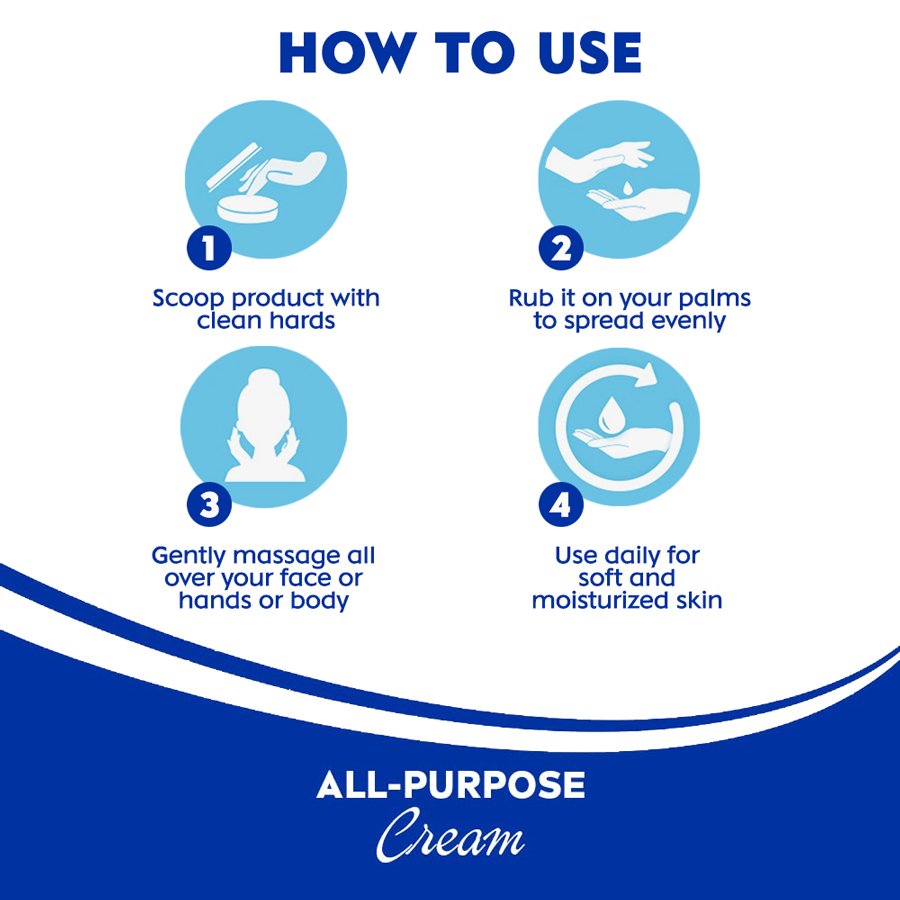 HOW TO USE
1
Scoop product with
clean hards
2
Rub it on your palms
to spread evenly
3
Gently massage all
over your face or
hands or body
4
Use daily for
soft and
moisturized skin
ALL-PURPOSE
Cream